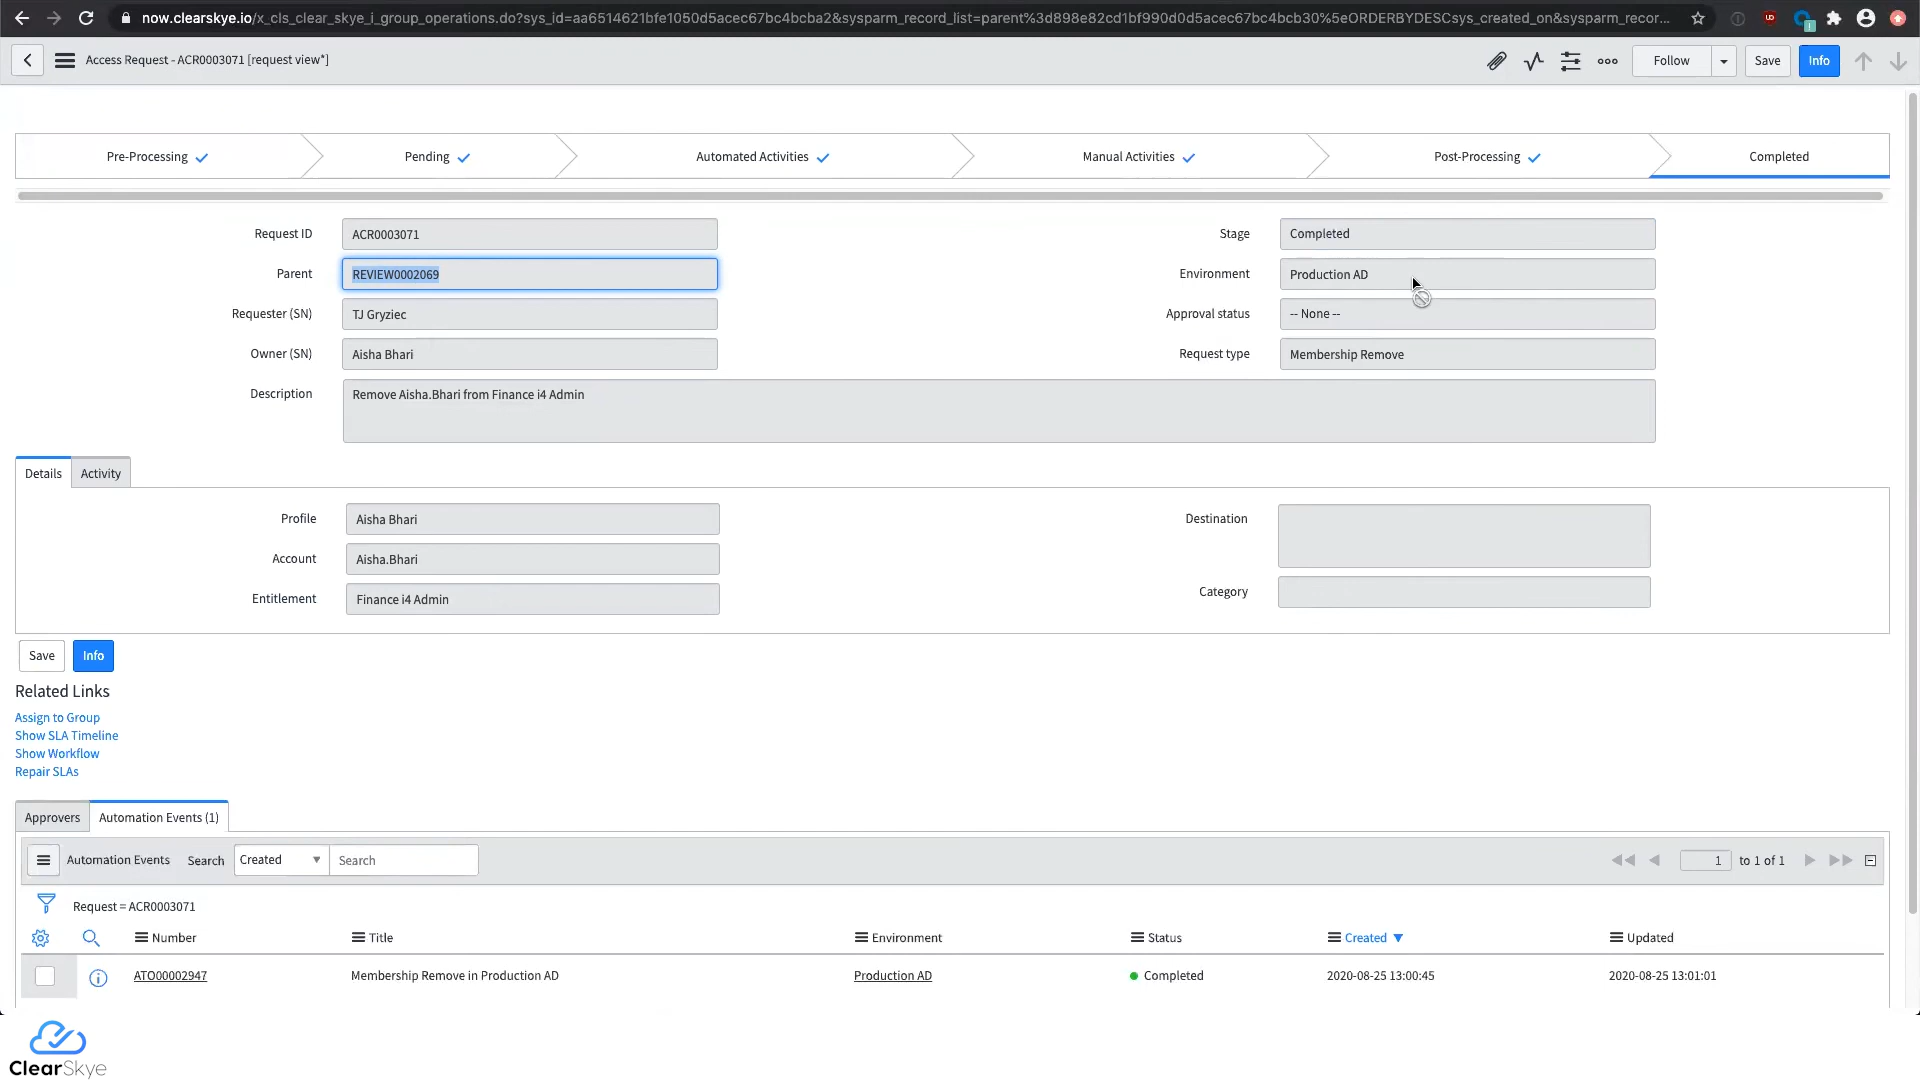 now.clearskye.io/x_cls_clear_skye_i_group_operations.do?sys_id=aa6514621bfe1050d5acec67bc4bcba2&sysparm_record_list=parent%3d898e82cd1bf990d0d5acec67bc4bcb30%5eORDERBYDESCsys_created_on&sysparm_recor...
Access Request - ACR0003071 [request view*]
Follow
Save
Info
Pre-Processing
Pending
Automated Activities
Manual Activities
Post-Processing
Completed
Request ID ACR0003071
Stage Completed
Parent REVIEW0002069
Environment Production AD
Requester (SN) TJ Gryziec
Approval status -- None --
Owner (SN) Aisha Bhari
Request type Membership Remove
Description Remove Aisha.Bhari from Finance i4 Admin
Details Activity
Profile Aisha Bhari
Destination
Account Aisha.Bhari
Category
Entitlement Finance i4 Admin
Save Info
Related Links
Assign to Group
Show SLA Timeline
Show Workflow
Repair SLAs
Approvers Automation Events (1)
Automation Events Search Created Search 1 to 1 of 1
Request = ACR0003071
Number Title Environment Status Created Updated
ATO00002947 Membership Remove in Production AD Production AD Completed 2020-08-25 13:00:45 2020-08-25 13:01:01
ClearSkye